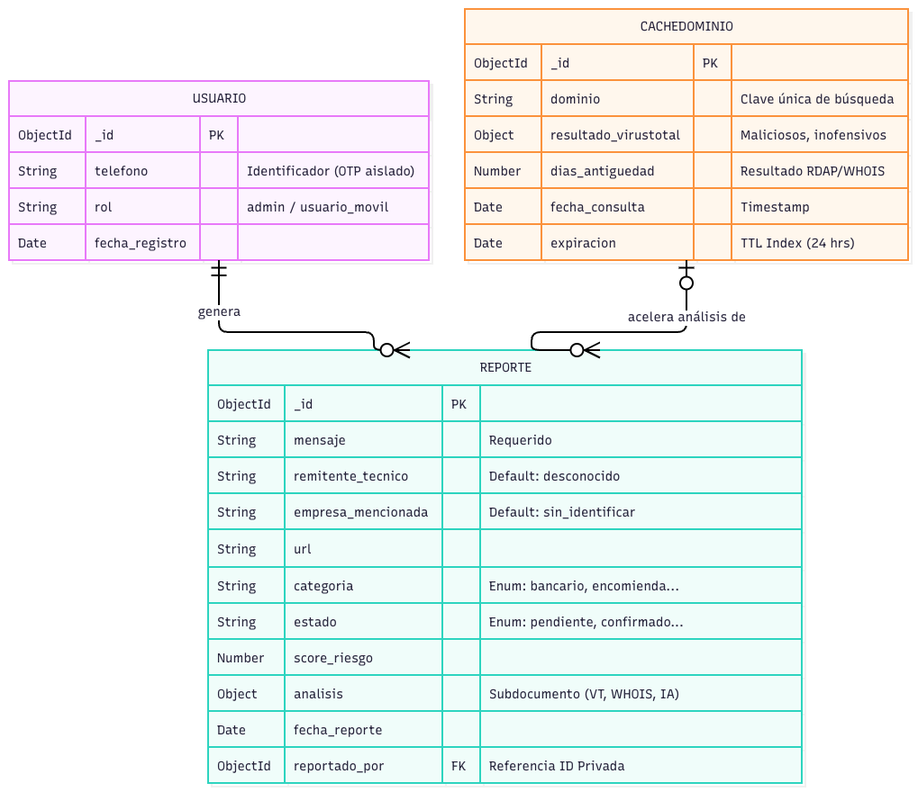 CACHEDOMINIO
ObjectId _id PK
String dominio Clave única de búsqueda
Object resultado_virustotal Maliciosos, inofensivos
Number dias_antiguedad Resultado RDAP/WHOIS
Date fecha_consulta Timestamp
Date expiracion TTL Index (24 hrs)
USUARIO
ObjectId _id PK
String telefono Identificador (OTP aislado)
String rol admin / usuario_movil
Date fecha_registro
genera
acelera análisis de
REPORTE
ObjectId _id PK
String mensaje Requerido
String remitente_tecnico Default: desconocido
String empresa_mencionada Default: sin_identificar
String url
String categoria Enum: bancario, encomienda...
String estado Enum: pendiente, confirmado...
Number score_riesgo
Object analisis Subdocumento (VT, WHOIS, IA)
Date fecha_reporte
ObjectId reportado_por FK Referencia ID Privada